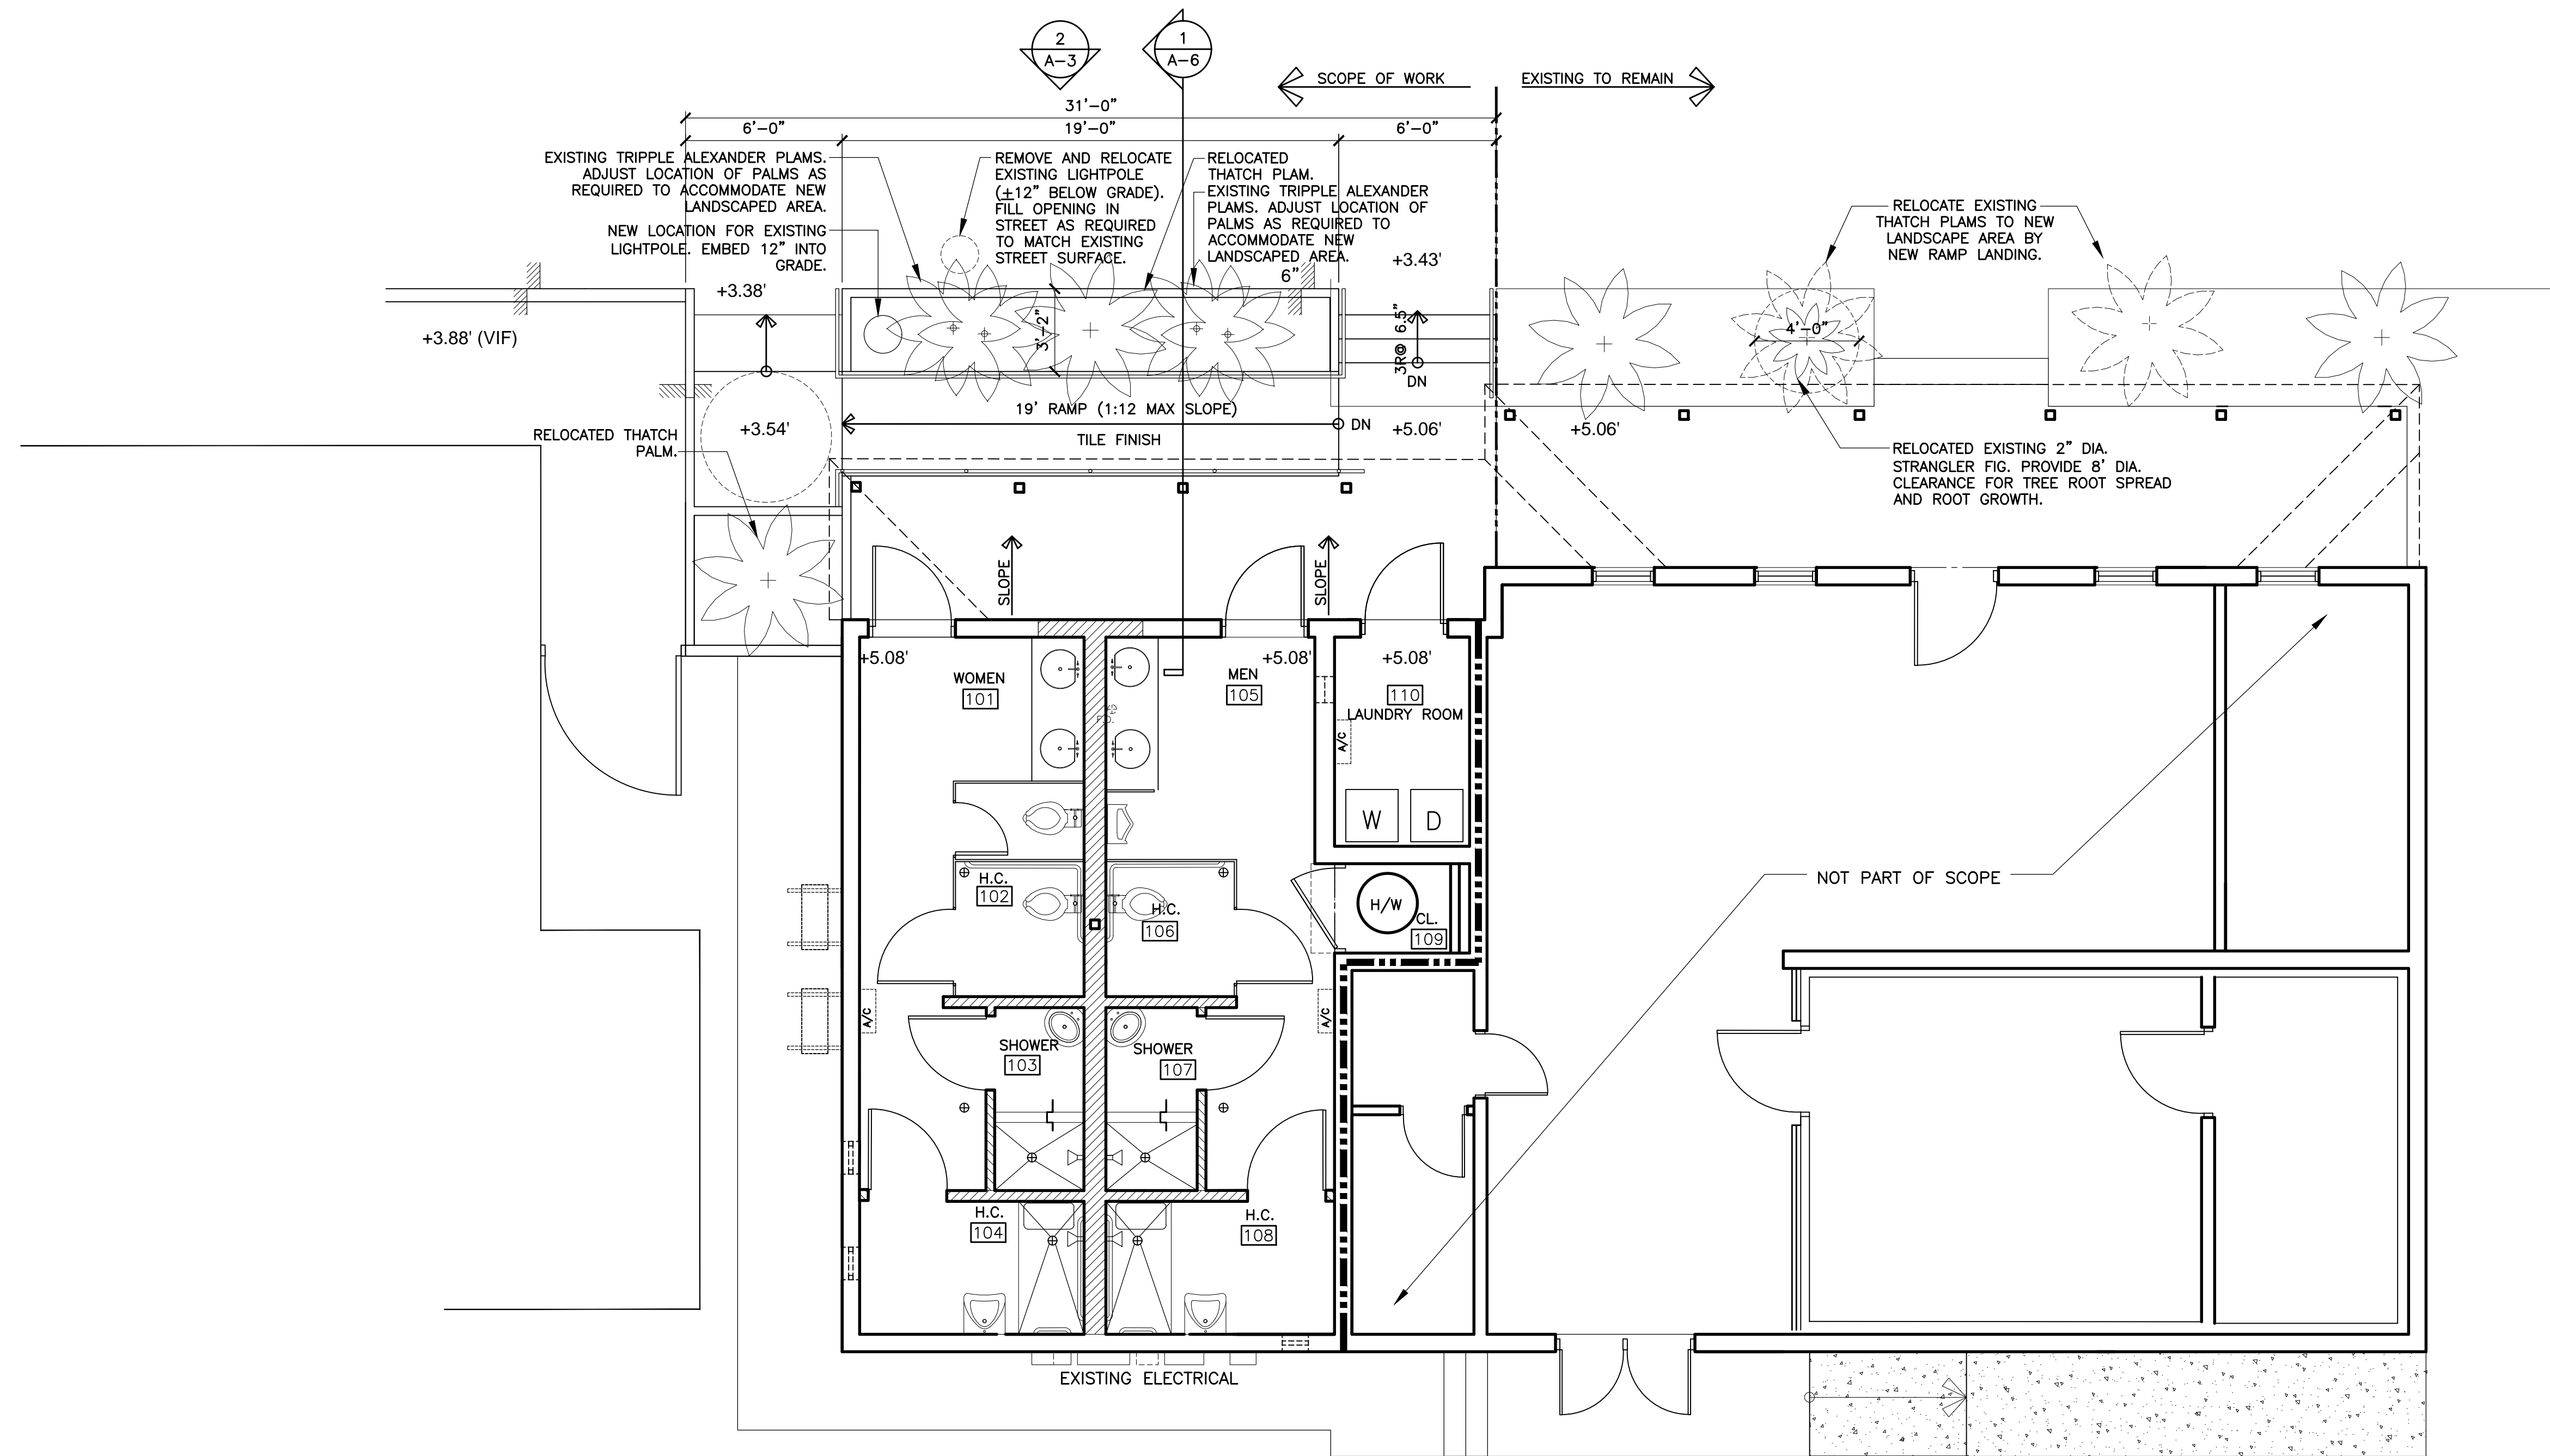 2
A-3
1
A-6
SCOPE OF WORK
EXISTING TO REMAIN
31'-0"
6'-0"
19'-0"
6'-0"
EXISTING TRIPPLE ALEXANDER PLAMS.
ADJUST LOCATION OF PALMS AS
REQUIRED TO ACCOMMODATE NEW
LANDSCAPED AREA.
NEW LOCATION FOR EXISTING
LIGHTPOLE. EMBED 12" INTO
GRADE.
REMOVE AND RELOCATE
EXISTING LIGHTPOLE
(±12" BELOW GRADE).
FILL OPENING IN
STREET AS REQUIRED
TO MATCH EXISTING
STREET SURFACE.
RELOCATED
THATCH PLAM.
EXISTING TRIPPLE ALEXANDER
PLAMS. ADJUST LOCATION OF
PALMS AS REQUIRED TO
ACCOMMODATE NEW
LANDSCAPED AREA.
6"
+3.43'
RELOCATE EXISTING
THATCH PLAMS TO NEW
LANDSCAPE AREA BY
NEW RAMP LANDING.
+3.38'
+3.88' (VIF)
3'-2"
3R@ 6.5"
DN
4'-0"
19' RAMP (1:12 MAX SLOPE)
DN
TILE FINISH
+3.54'
+5.06'
+5.06'
RELOCATED THATCH
PALM.
RELOCATED EXISTING 2" DIA.
STRANGLER FIG. PROVIDE 8' DIA.
CLEARANCE FOR TREE ROOT SPREAD
AND ROOT GROWTH.
SLOPE
SLOPE
+5.08'
+5.08'
+5.08'
WOMEN
101
MEN
105
110
LAUNDRY ROOM
A/C
W
D
NOT PART OF SCOPE
H.C.
102
H.C.
106
H/W
CL.
109
A/C
A/C
SHOWER
103
SHOWER
107
H.C.
104
H.C.
108
EXISTING ELECTRICAL